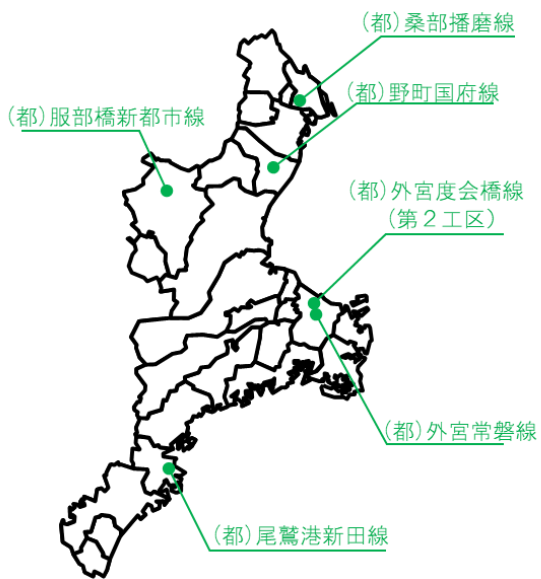 (都)桑部播磨線
(都)野町国府線
(都)服部橋新都市線
(都)外宮度会橋線
(第２工区)
(都)外宮常磐線
(都)尾鷲港新田線